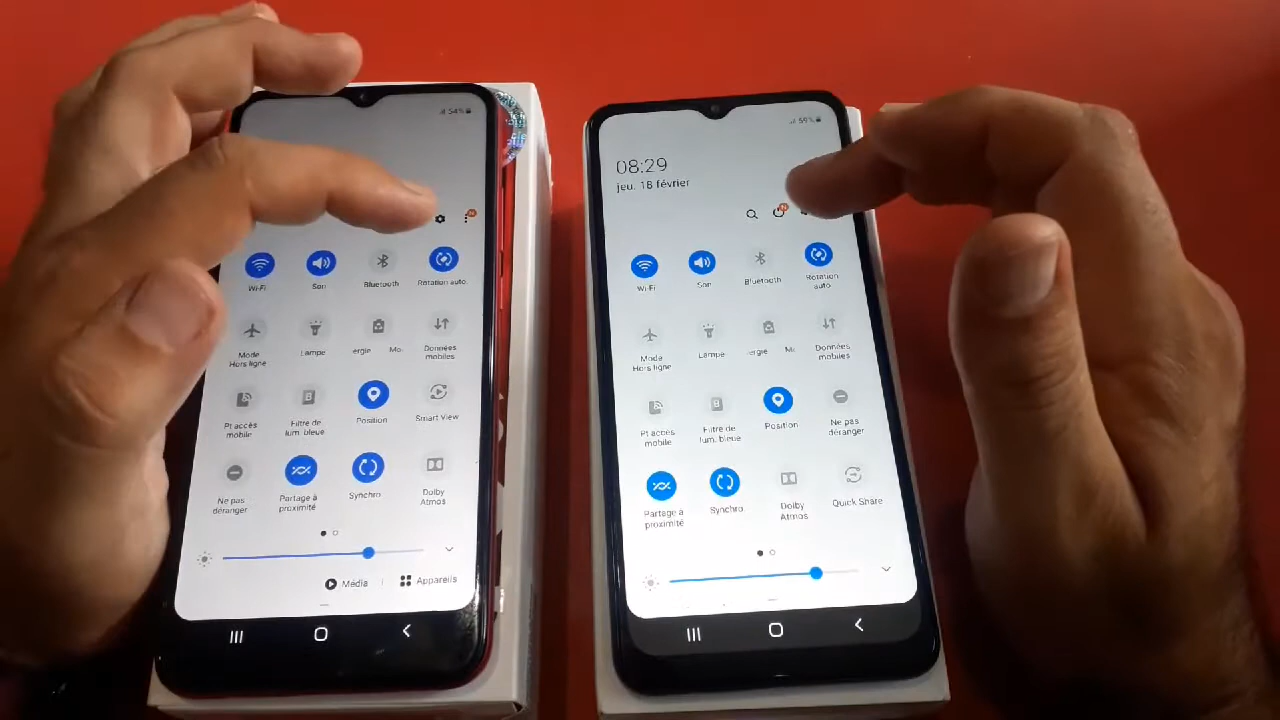 54%
Wi-Fi
Son
Bluetooth
Rotation auto.
Mode
Hors ligne
Lampe
ergie
Mo
Données
mobiles
Pt accès
mobile
Filtre de
lum. bleue
Position
Smart View
Ne pas
déranger
Partage à
proximité
Synchro
Dolby
Atmos
Média
Appareils
59%
08:29
jeu. 18 février
Wi-Fi
Son
Bluetooth
Rotation
auto.
Mode
Hors ligne
Lampe
ergie
Mo
Données
mobiles
Pt accès
mobile
Filtre de
lum. bleue
Position
Ne pas
déranger
Partage à
proximité
Synchro
Dolby
Atmos
Quick Share